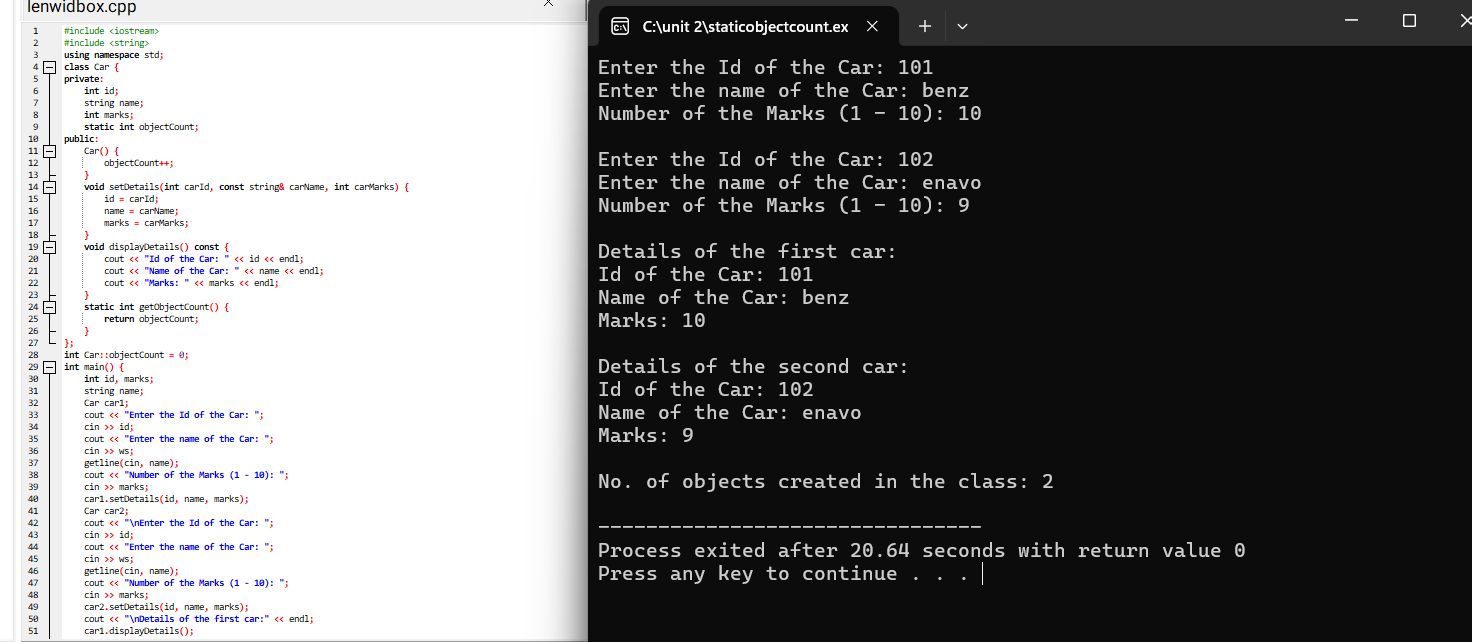 lenwidbox.cpp
1 #include <iostream>
2 #include <string>
3 using namespace std;
4 class Car {
5 private:
6     int id;
7     string name;
8     int marks;
9     static int objectCount;
10 public:
11     Car() {
12         objectCount++;
13     }
14     void setDetails(int carId, const string& carName, int carMarks) {
15         id = carId;
16         name = carName;
17         marks = carMarks;
18     }
19     void displayDetails() const {
20         cout << "Id of the Car: " << id << endl;
21         cout << "Name of the Car: " << name << endl;
22         cout << "Marks: " << marks << endl;
23     }
24     static int getObjectCount() {
25         return objectCount;
26     }
27 };
28 int Car::objectCount = 0;
29 int main() {
30     int id, marks;
31     string name;
32     Car car1;
33     cout << "Enter the Id of the Car: ";
34     cin >> id;
35     cout << "Enter the name of the Car: ";
36     cin >> ws;
37     getline(cin, name);
38     cout << "Number of the Marks (1 - 10): ";
39     cin >> marks;
40     car1.setDetails(id, name, marks);
41     Car car2;
42     cout << "\nEnter the Id of the Car: ";
43     cin >> id;
44     cout << "Enter the name of the Car: ";
45     cin >> ws;
46     getline(cin, name);
47     cout << "Number of the Marks (1 - 10): ";
48     cin >> marks;
49     car2.setDetails(id, name, marks);
50     cout << "\nDetails of the first car:" << endl;
51     car1.displayDetails();
C:\unit 2\staticobjectcount.ex
Enter the Id of the Car: 101
Enter the name of the Car: benz
Number of the Marks (1 - 10): 10
Enter the Id of the Car: 102
Enter the name of the Car: enavo
Number of the Marks (1 - 10): 9
Details of the first car:
Id of the Car: 101
Name of the Car: benz
Marks: 10
Details of the second car:
Id of the Car: 102
Name of the Car: enavo
Marks: 9
No. of objects created in the class: 2
--------------------------------
Process exited after 20.64 seconds with return value 0
Press any key to continue . . .